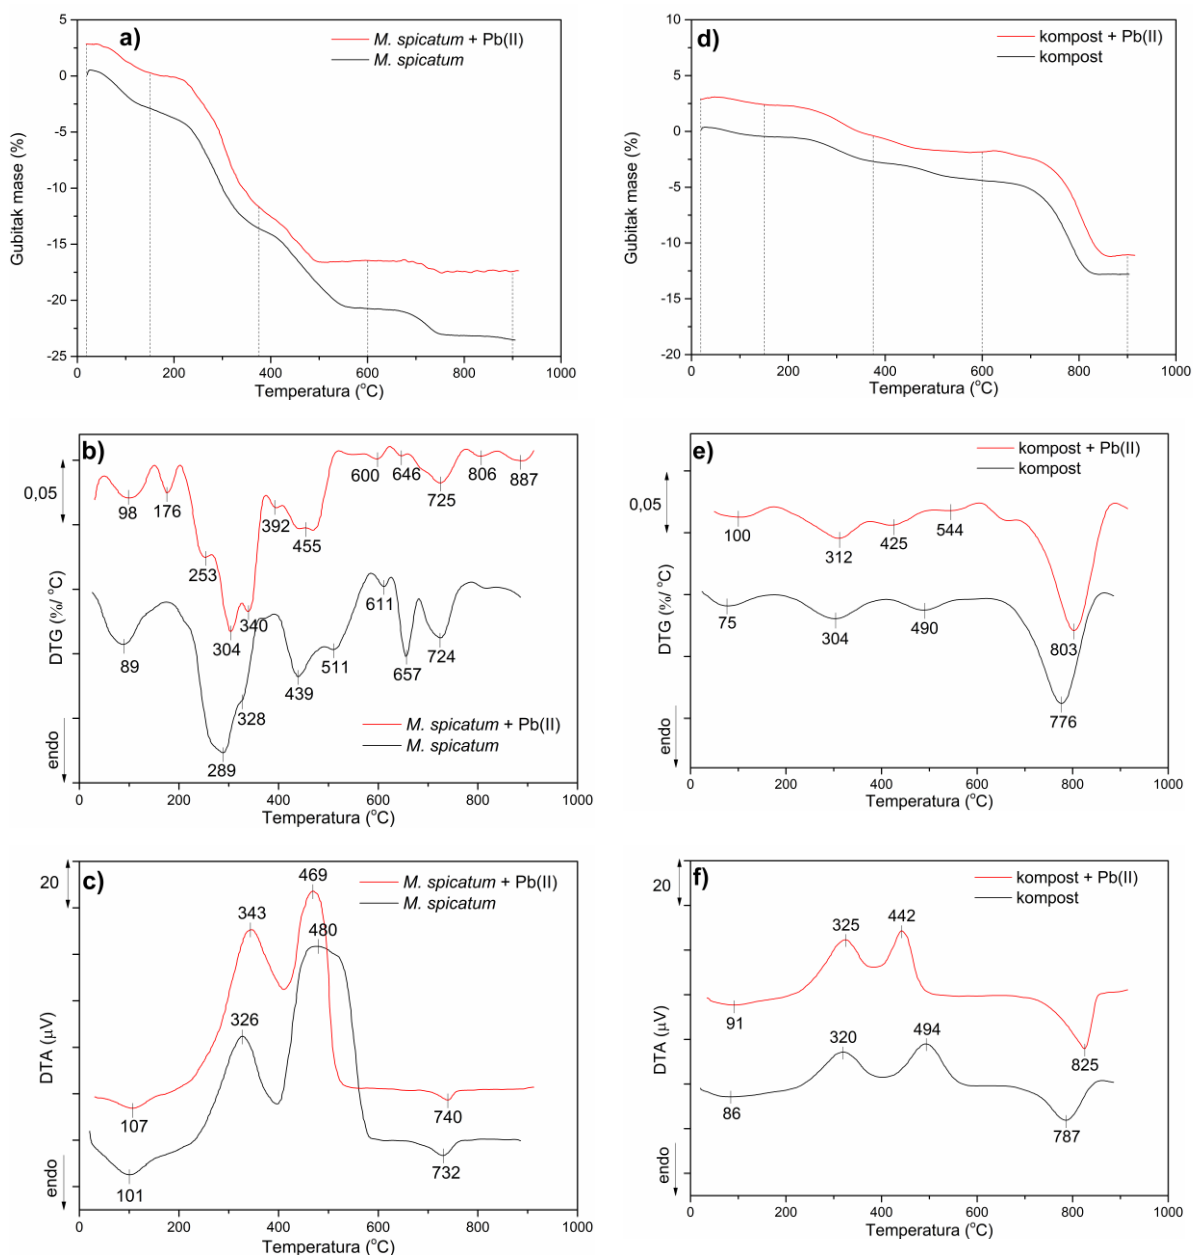 a)
M. spicatum + Pb(II)
M. spicatum
5
0
-5
-10
-15
-20
-25
Gubitak mase (%)
0 200 400 600 800 1000
Temperatura (°C)
d)
kompost + Pb(II)
kompost
10
5
0
-5
-10
-15
-20
Gubitak mase (%)
0 200 400 600 800 1000
Temperatura (°C)
b)
0,05
DTG (%/ °C)
endo
98 176 253 304 340 392 455 600 646 725 806 887
89 289 328 439 511 611 657 724
M. spicatum + Pb(II)
M. spicatum
0 200 400 600 800 1000
Temperatura (°C)
e)
kompost + Pb(II)
kompost
0,05
DTG (%/ °C)
endo
100 312 425 544 803
75 304 490 776
0 200 400 600 800 1000
Temperatura (°C)
c)
20
M. spicatum + Pb(II)
M. spicatum
DTA (μV)
endo
107 343 469 740
101 326 480 732
0 200 400 600 800 1000
Temperatura (°C)
f)
20
kompost + Pb(II)
kompost
DTA (μV)
endo
91 325 442 825
86 320 494 787
0 200 400 600 800 1000
Temperatura (°C)